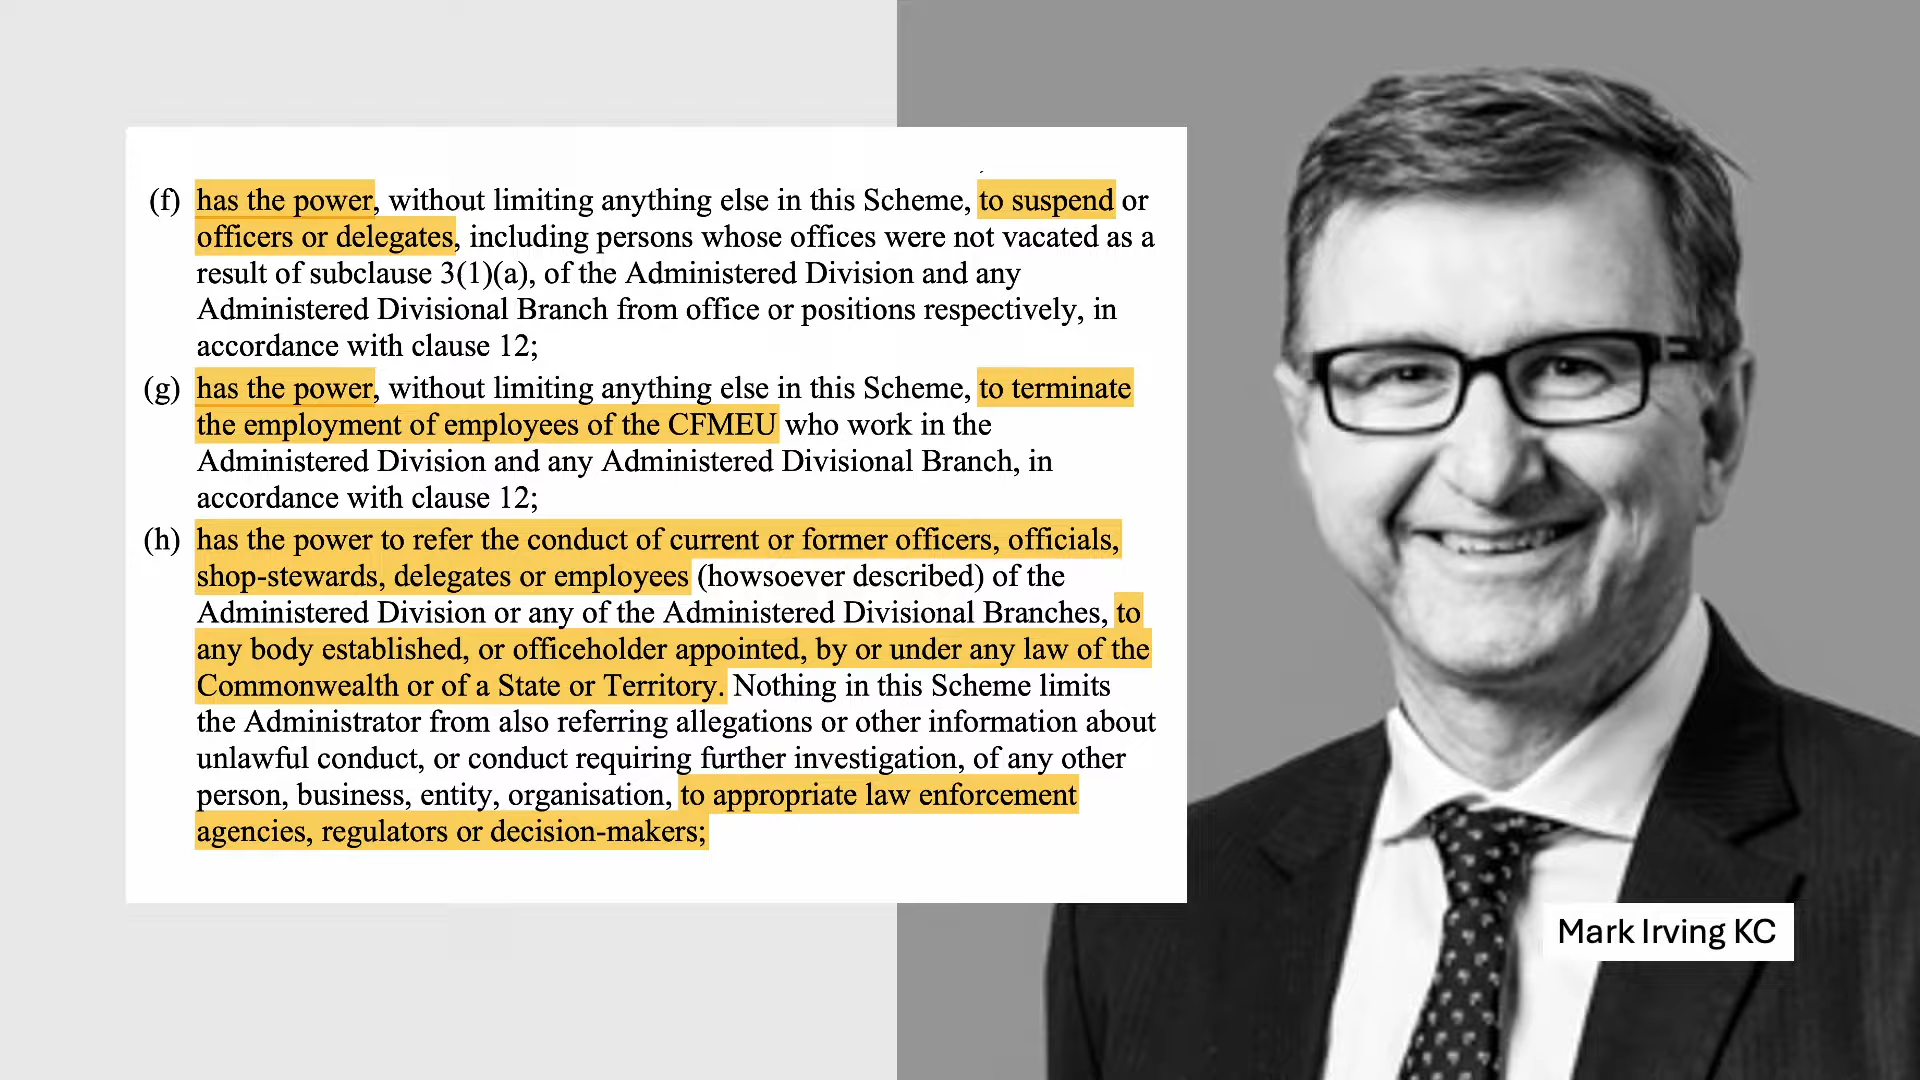 (f) has the power, without limiting anything else in this Scheme, to suspend or
officers or delegates, including persons whose offices were not vacated as a
result of subclause 3(1)(a), of the Administered Division and any
Administered Divisional Branch from office or positions respectively, in
accordance with clause 12;
(g) has the power, without limiting anything else in this Scheme, to terminate
the employment of employees of the CFMEU who work in the
Administered Division and any Administered Divisional Branch, in
accordance with clause 12;
(h) has the power to refer the conduct of current or former officers, officials,
shop-stewards, delegates or employees (howsoever described) of the
Administered Division or any of the Administered Divisional Branches, to
any body established, or officeholder appointed, by or under any law of the
Commonwealth or of a State or Territory. Nothing in this Scheme limits
the Administrator from also referring allegations or other information about
unlawful conduct, or conduct requiring further investigation, of any other
person, business, entity, organisation, to appropriate law enforcement
agencies, regulators or decision-makers;
Mark Irving KC